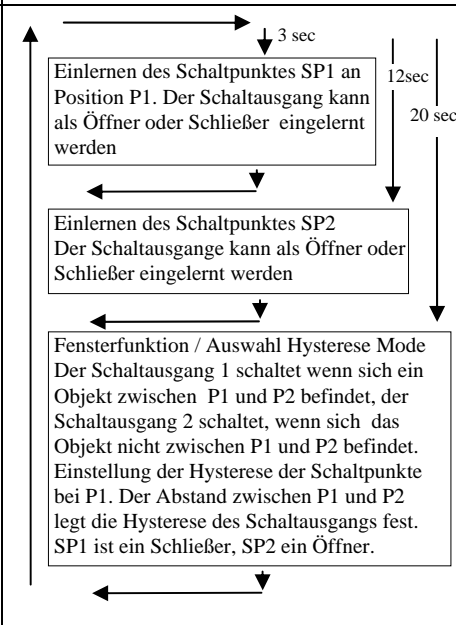 3 sec
Einlernen des Schaltpunktes SP1 an
Position P1. Der Schaltausgang kann
als Öffner oder Schließer eingelernt
werden
12sec
20 sec
Einlernen des Schaltpunktes SP2
Der Schaltausgange kann als Öffner oder
Schließer eingelernt werden
Fensterfunktion / Auswahl Hysterese Mode
Der Schaltausgang 1 schaltet wenn sich ein
Objekt zwischen P1 und P2 befindet, der
Schaltausgang 2 schaltet, wenn sich das
Objekt nicht zwischen P1 und P2 befindet.
Einstellung der Hysterese der Schaltpunkte
bei P1. Der Abstand zwischen P1 und P2
legt die Hysterese des Schaltausgangs fest.
SP1 ist ein Schließer, SP2 ein Öffner.